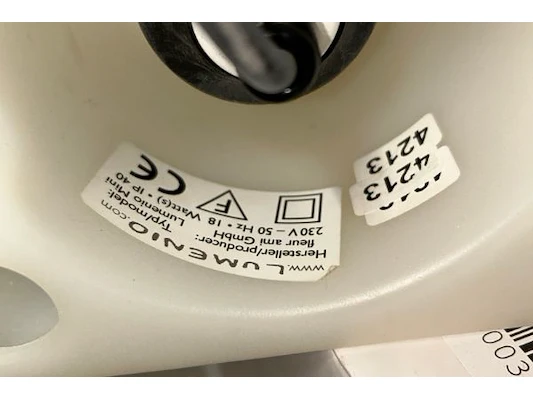 www.LUMENIO.com
Hersteller/producer: Typ/model:
fleur ami GmbH Lumenio Mini
230 V – 50 Hz • 18 Watt(s) • IP 40
F CE
4213
4213
003